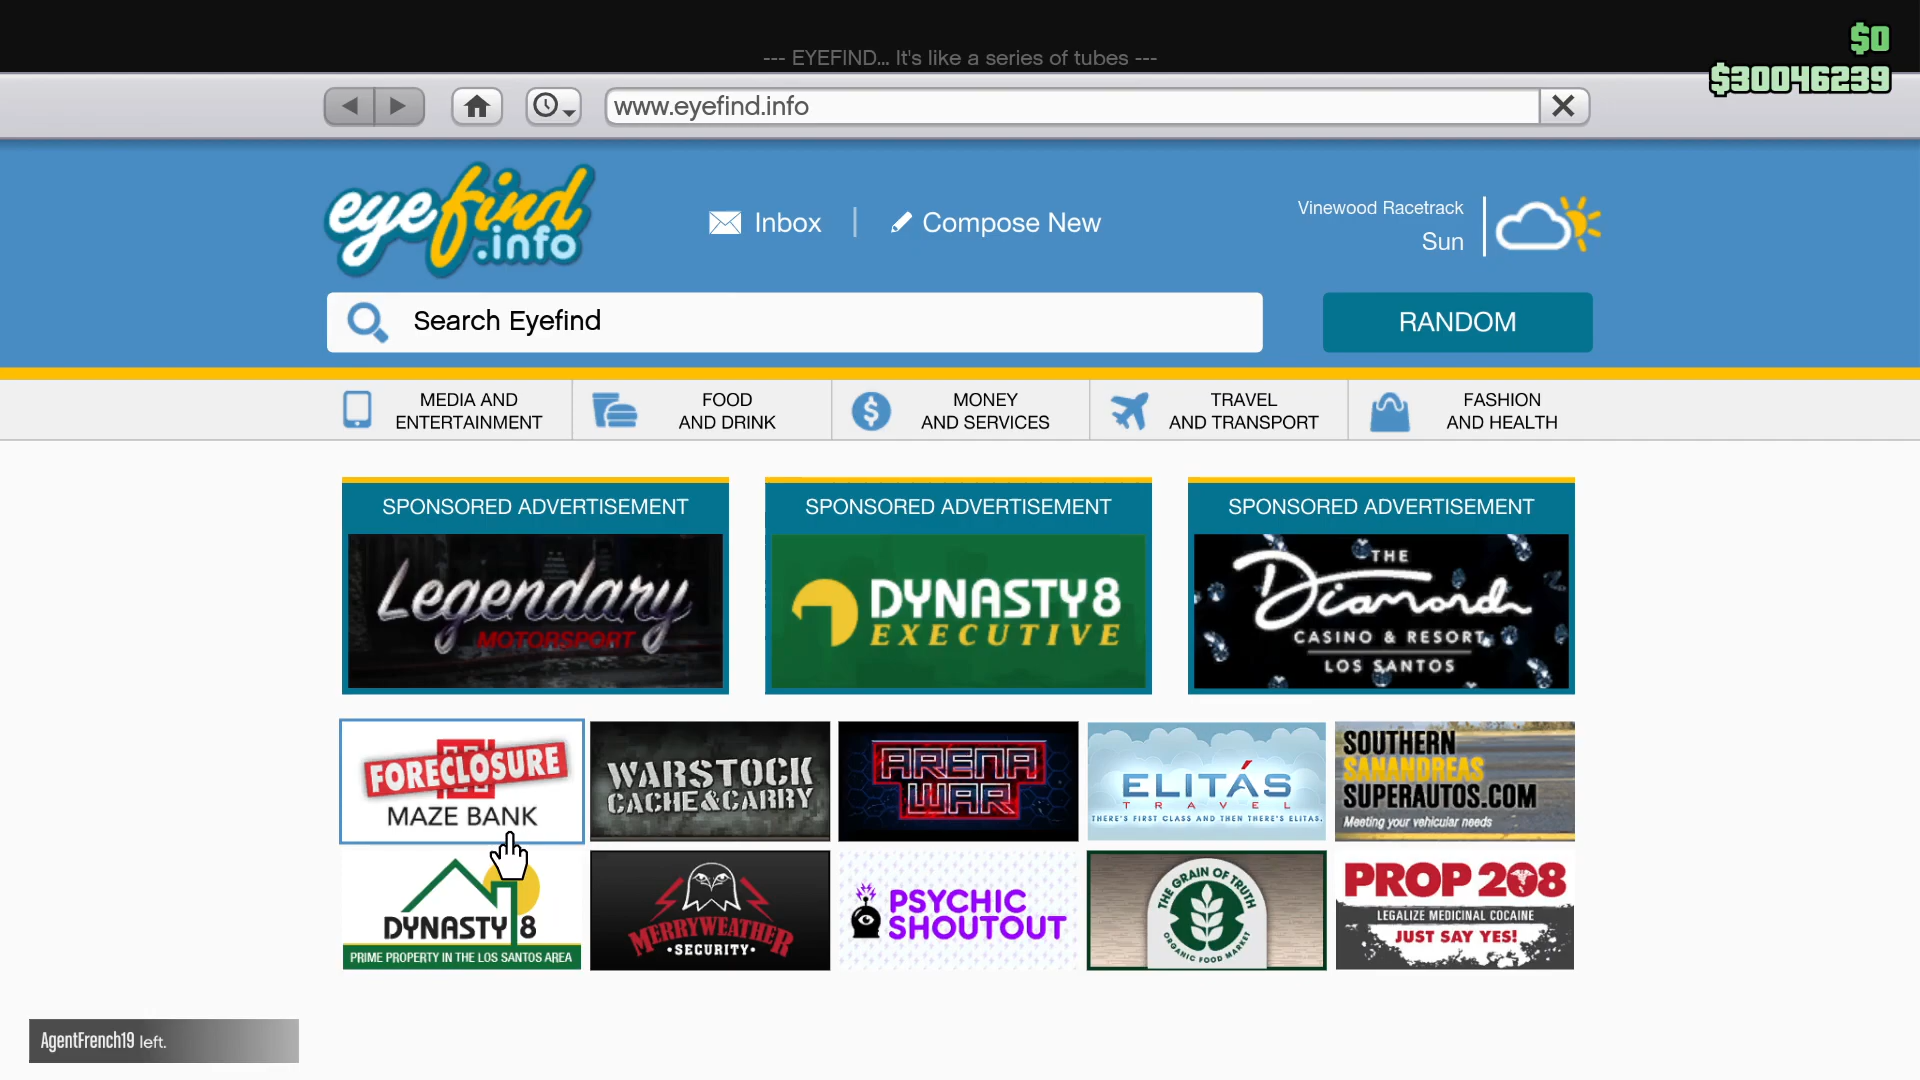 $0
--- EYEFIND... It's like a series of tubes ---
$30046239
www.eyefind.info
eyefind
.info
Inbox
Compose New
Vinewood Racetrack
Sun
Search Eyefind
RANDOM
MEDIA AND
ENTERTAINMENT
FOOD
AND DRINK
MONEY
AND SERVICES
TRAVEL
AND TRANSPORT
FASHION
AND HEALTH
SPONSORED ADVERTISEMENT
Legendary
MOTORSPORT
SPONSORED ADVERTISEMENT
DYNASTY8
EXECUTIVE
SPONSORED ADVERTISEMENT
THE
Diamond
CASINO & RESORT
LOS SANTOS
FORECLOSURE
MAZE BANK
WARSTOCK
CACHE&CARRY
ARENA
WAR
ELITÁS
TRAVEL
THERE'S FIRST CLASS AND THEN THERE'S ELITAS.
SOUTHERN
SANANDREAS
SUPERAUTOS.COM
Meeting your vehicular needs
DYNASTY 8
PRIME PROPERTY IN THE LOS SANTOS AREA
MERRYWEATHER
•SECURITY•
PSYCHIC
SHOUTOUT
THE GRAIN OF TRUTH
ORGANIC FOOD MARKET
PROP 208
LEGALIZE MEDICINAL COCAINE
JUST SAY YES!
AgentFrench19 left.